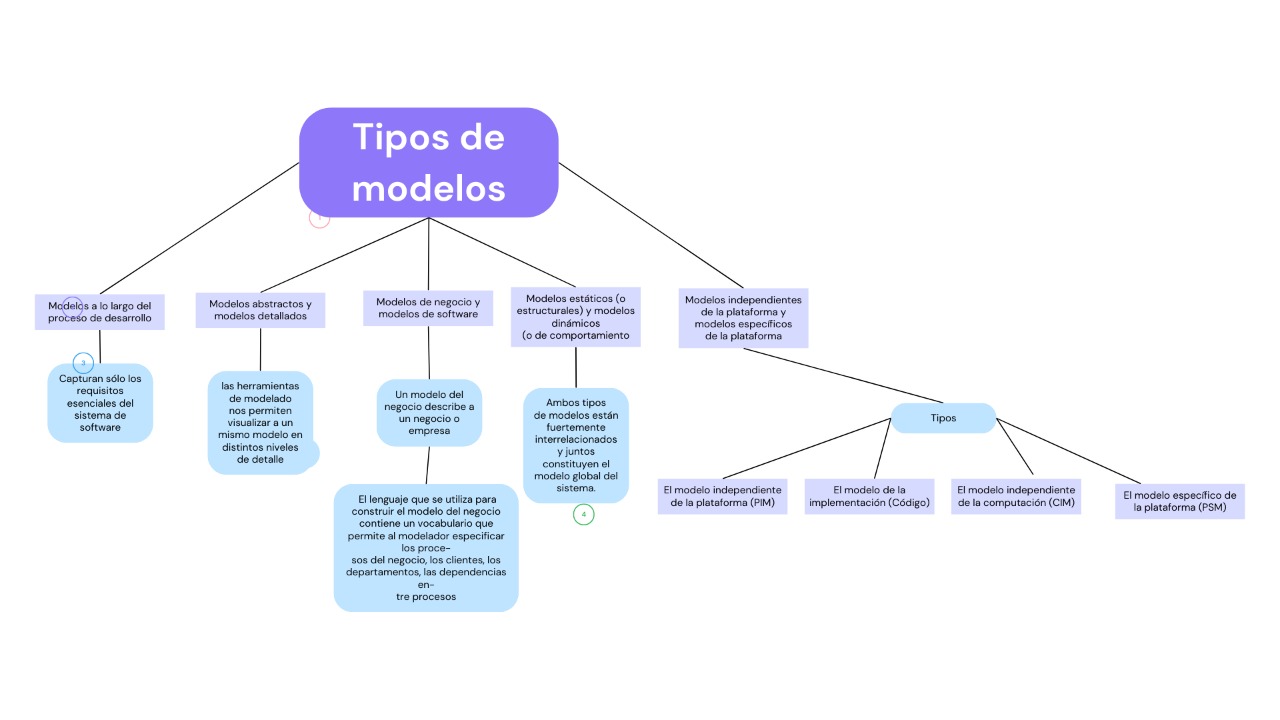 Tipos de
modelos
1
Modelos a lo largo del
proceso de desarrollo
3
Capturan sólo los
requisitos
esenciales del
sistema de
software
Modelos abstractos y
modelos detallados
las herramientas
de modelado
nos permiten
visualizar a un
mismo modelo en
distintos niveles
de detalle
Modelos de negocio y
modelos de software
Un modelo del
negocio describe a
un negocio o
empresa
El lenguaje que se utiliza para
construir el modelo del negocio
contiene un vocabulario que
permite al modelador especificar
los proce-
sos del negocio, los clientes, los
departamentos, las dependencias
en-
tre procesos
Modelos estáticos (o
estructurales) y modelos
dinámicos
(o de comportamiento
Ambos tipos
de modelos están
fuertemente
interrelacionados
y juntos
constituyen el
modelo global del
sistema.
4
Modelos independientes
de la plataforma y
modelos específicos
de la plataforma
Tipos
El modelo independiente
de la plataforma (PIM)
El modelo de la
implementación (Código)
El modelo independiente
de la computación (CIM)
El modelo específico de
la plataforma (PSM)